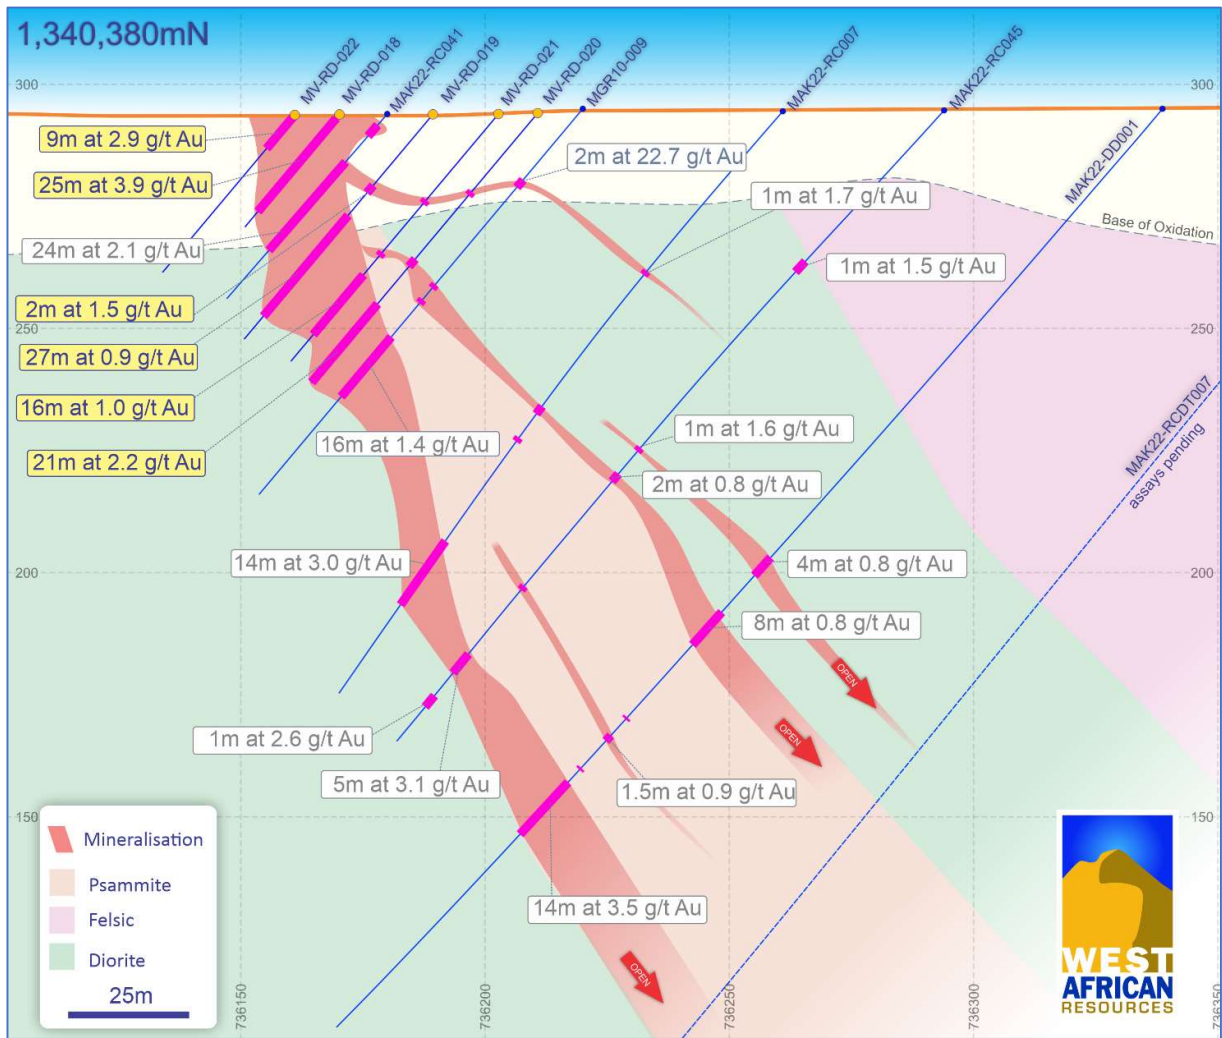 1,340,380mN
MV-RD-022
MV-RD-018
MAK22-RC041
MV-RD-019
MV-RD-021
MV-RD-020
MGR10-009
MAK22-RC007
MAK22-RC045
MAK22-DD001
300
300
9m at 2.9 g/t Au
2m at 22.7 g/t Au
25m at 3.9 g/t Au
1m at 1.7 g/t Au
Base of Oxidation
24m at 2.1 g/t Au
1m at 1.5 g/t Au
2m at 1.5 g/t Au
250
250
27m at 0.9 g/t Au
16m at 1.0 g/t Au
MAK22-RCDT007
assays pending
16m at 1.4 g/t Au
1m at 1.6 g/t Au
21m at 2.2 g/t Au
2m at 0.8 g/t Au
14m at 3.0 g/t Au
4m at 0.8 g/t Au
200
200
8m at 0.8 g/t Au
OPEN
OPEN
1m at 2.6 g/t Au
5m at 3.1 g/t Au
1.5m at 0.9 g/t Au
150
150
Mineralisation
Psammite
14m at 3.5 g/t Au
Felsic
Diorite
OPEN
25m
736150
736200
736250
736300
736350
WEST
AFRICAN
RESOURCES